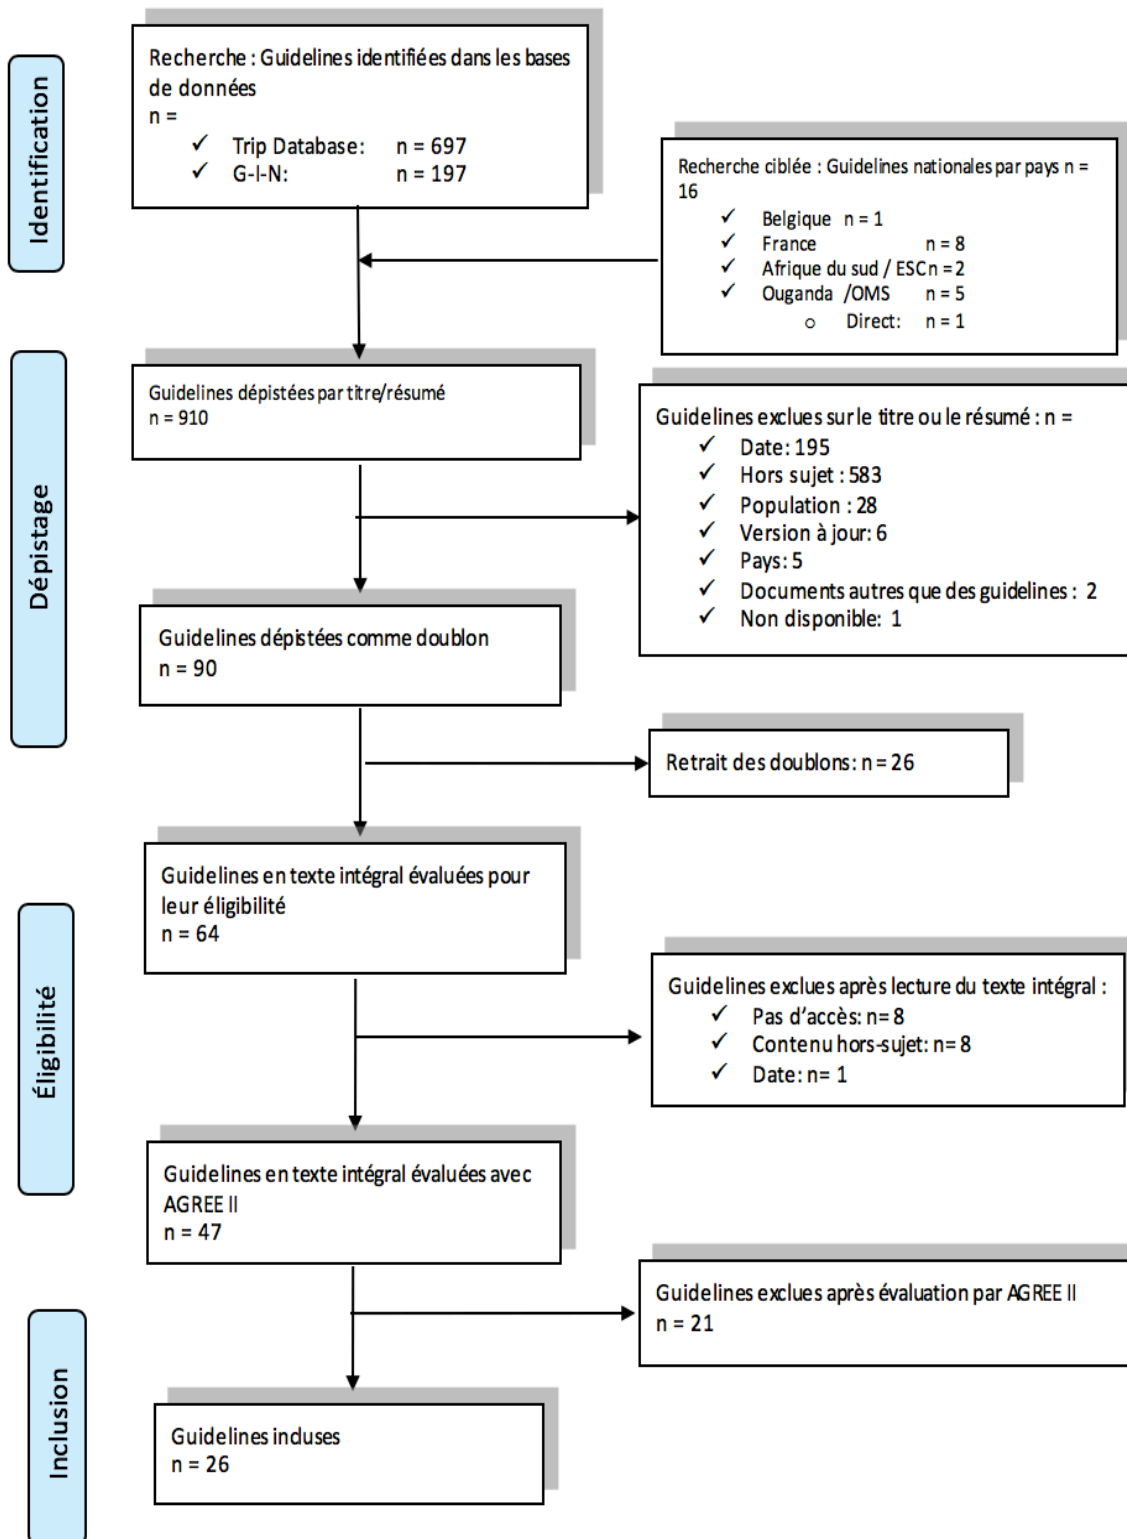 Identification
Recherche : Guidelines identifiées dans les bases
de données
n =
✓ Trip Database: n = 697
✓ G-I-N: n = 197
Recherche ciblée : Guidelines nationales par pays n =
16
✓ Belgique n = 1
✓ France n = 8
✓ Afrique du sud / ESC n = 2
✓ Ouganda /OMS n = 5
o Direct: n = 1
Dépistage
Guidelines dépistées par titre/résumé
n = 910
Guidelines exclues sur le titre ou le résumé : n =
✓ Date: 195
✓ Hors sujet : 583
✓ Population : 28
✓ Version à jour: 6
✓ Pays: 5
✓ Documents autres que des guidelines : 2
✓ Non disponible: 1
Guidelines dépistées comme doublon
n = 90
Retrait des doublons: n = 26
Éligibilité
Guidelines en texte intégral évaluées pour
leur éligibilité
n = 64
Guidelines exclues après lecture du texte intégral :
✓ Pas d'accès: n= 8
✓ Contenu hors-sujet: n= 8
✓ Date: n= 1
Guidelines en texte intégral évaluées avec
AGREE II
n = 47
Guidelines exclues après évaluation par AGREE II
n = 21
Inclusion
Guidelines incluses
n = 26